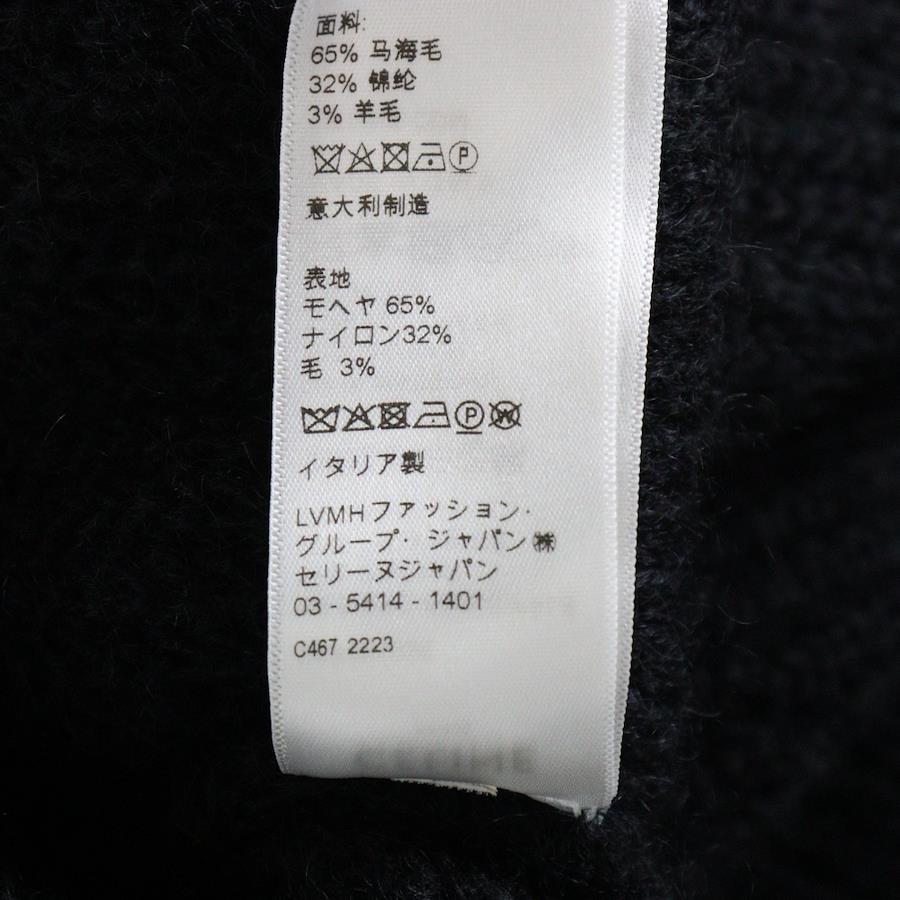 面料:
65% 马海毛
32% 锦纶
3% 羊毛
P
意大利制造
表地
モヘヤ 65%
ナイロン32%
毛 3%
P W
イタリア製
LVMHファッション・
グループ・ジャパン㈱
セリーヌジャパン
03 - 5414 - 1401
C467 2223